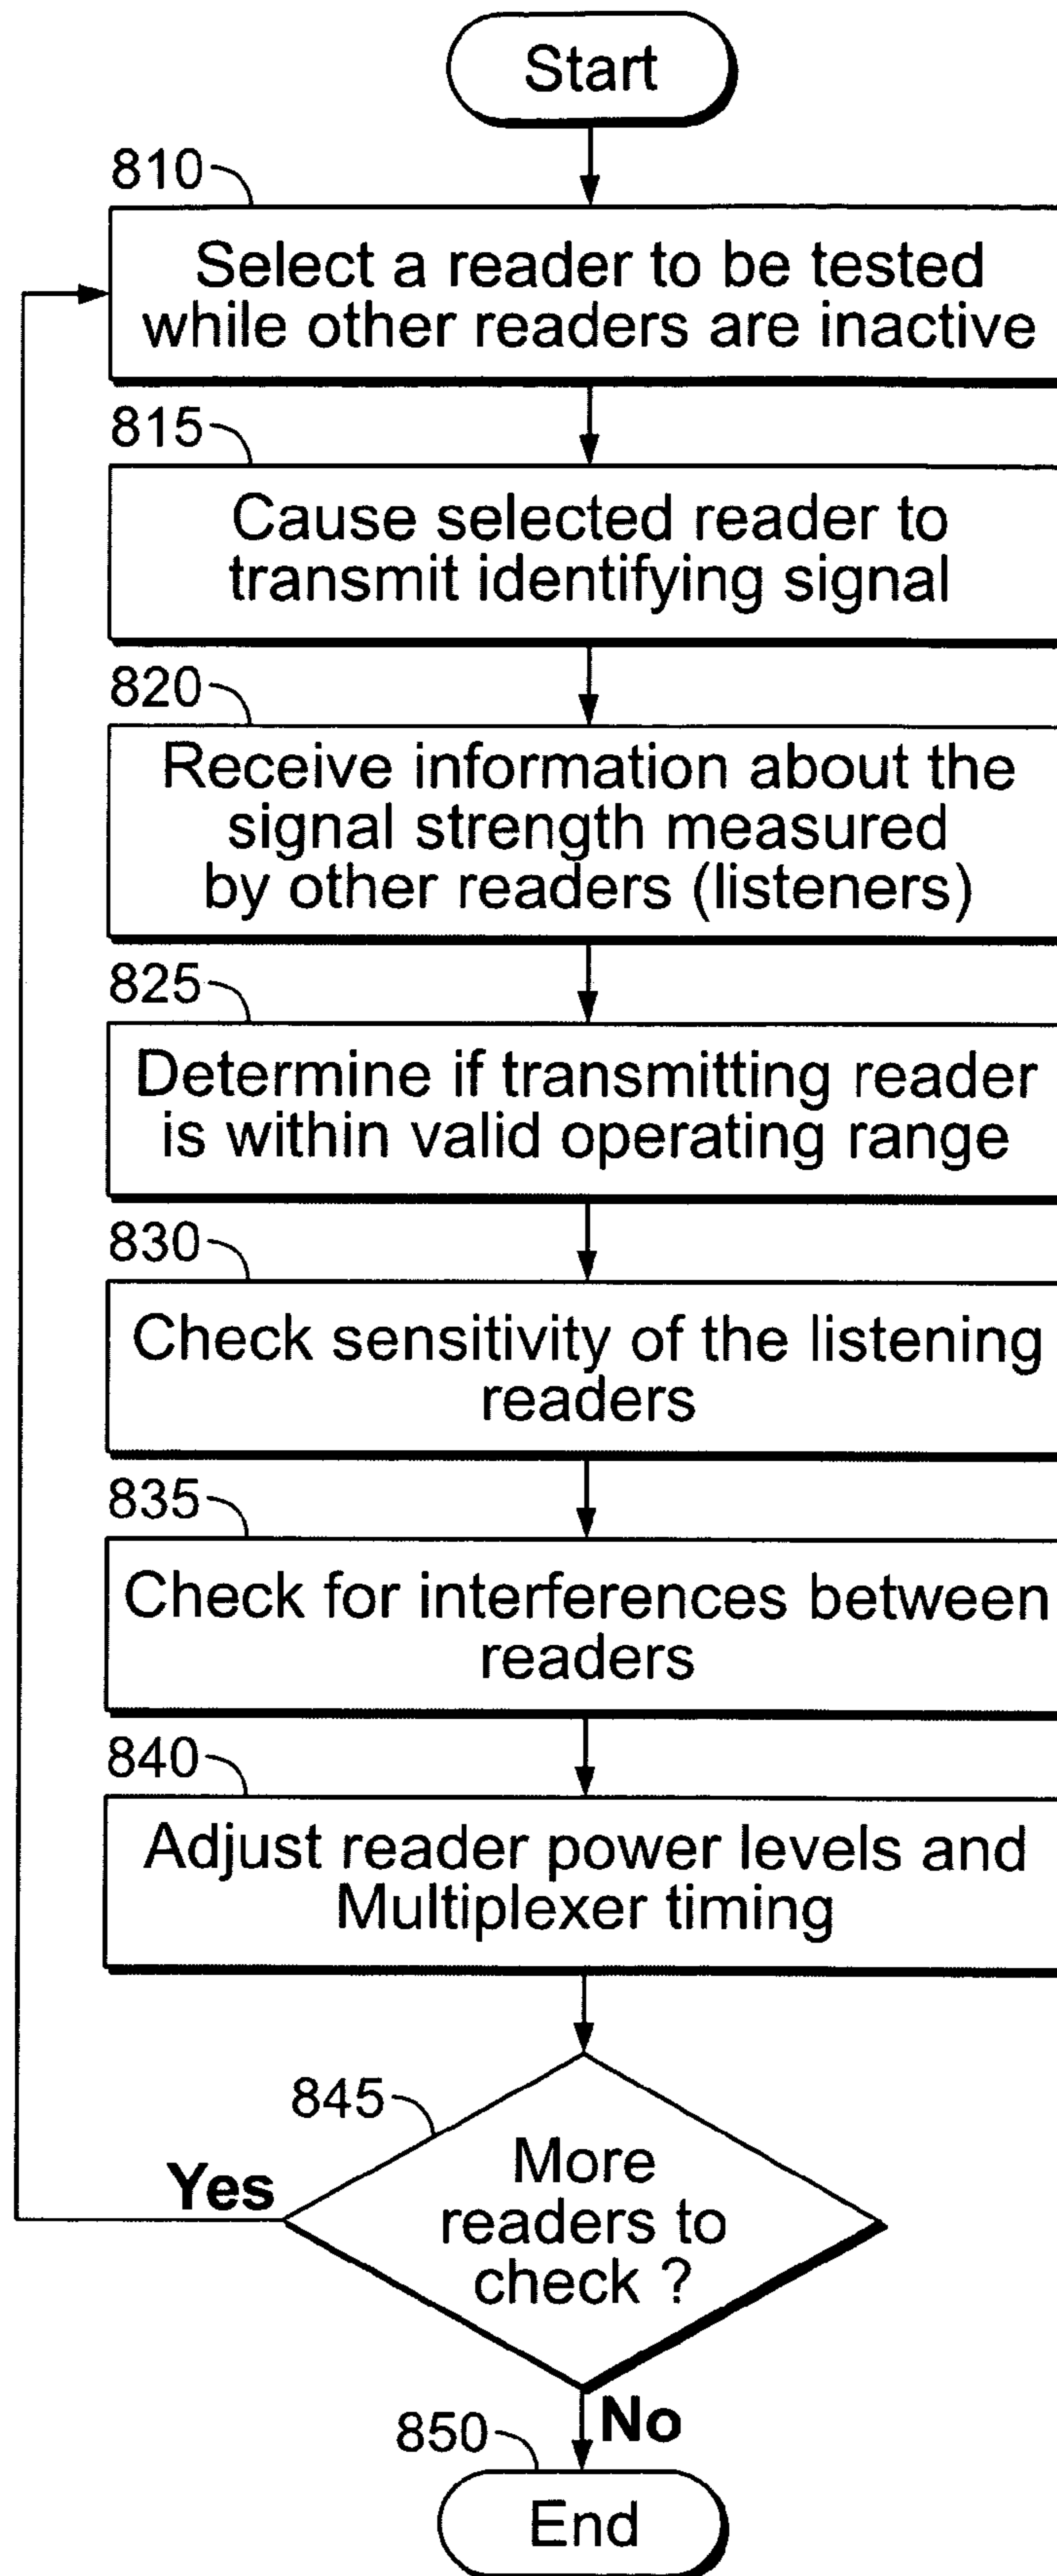 Start
810
Select a reader to be tested
while other readers are inactive
815
Cause selected reader to
transmit identifying signal
820
Receive information about the
signal strength measured
by other readers (listeners)
825
Determine if transmitting reader
is within valid operating range
830
Check sensitivity of the listening
readers
835
Check for interferences between
readers
840
Adjust reader power levels and
Multiplexer timing
845
More
readers to
check ?
Yes
No
850
End